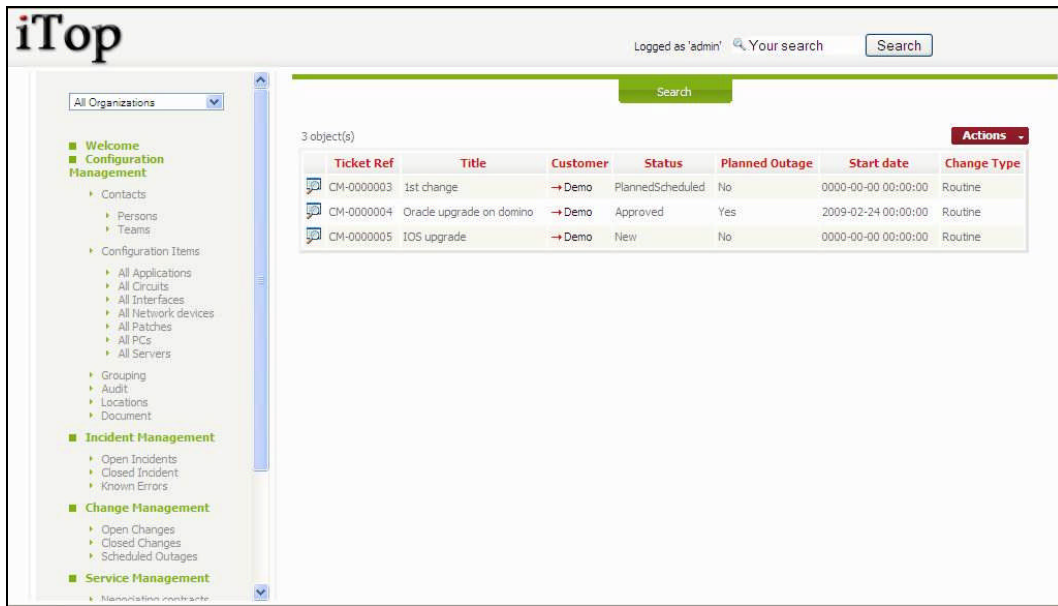 iTop
Logged as 'admin' Your search Search
All Organizations
Welcome
Configuration
Management
Contacts
Persons
Teams
Configuration Items
All Applications
All Circuits
All Interfaces
All Network devices
All Patches
All PCs
All Servers
Grouping
Audit
Locations
Document
Incident Management
Open Incidents
Closed Incident
Known Errors
Change Management
Open Changes
Closed Changes
Scheduled Outages
Service Management
Negociating contracts
Search
3 object(s) Actions
Ticket Ref Title Customer Status Planned Outage Start date Change Type
CM-0000003 1st change →Demo PlannedScheduled No 0000-00-00 00:00:00 Routine
CM-0000004 Oracle upgrade on domino →Demo Approved Yes 2009-02-24 00:00:00 Routine
CM-0000005 IOS upgrade →Demo New No 0000-00-00 00:00:00 Routine